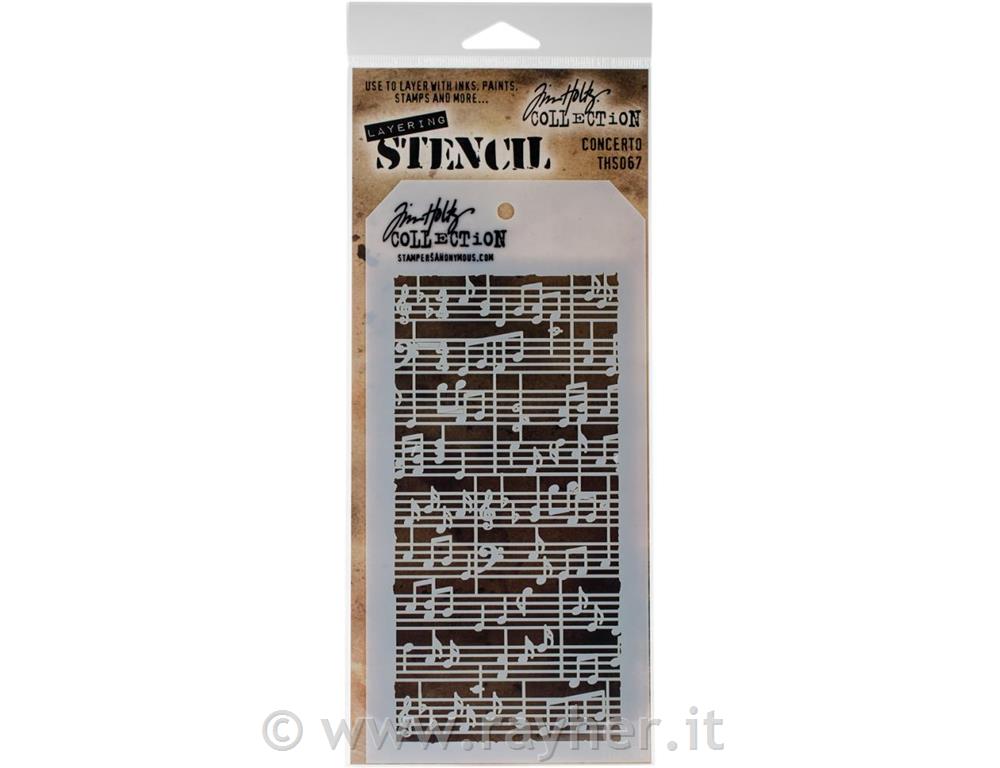 USE TO LAYER WITH INKS, PAINTS,
STAMPS AND MORE...
LAYERING
STENCIL
Tim Holtz
COLLECTION
CONCERTO
THS067
Tim Holtz
COLLECTION
STAMPERSANONYMOUS.COM
© www.rayher.it